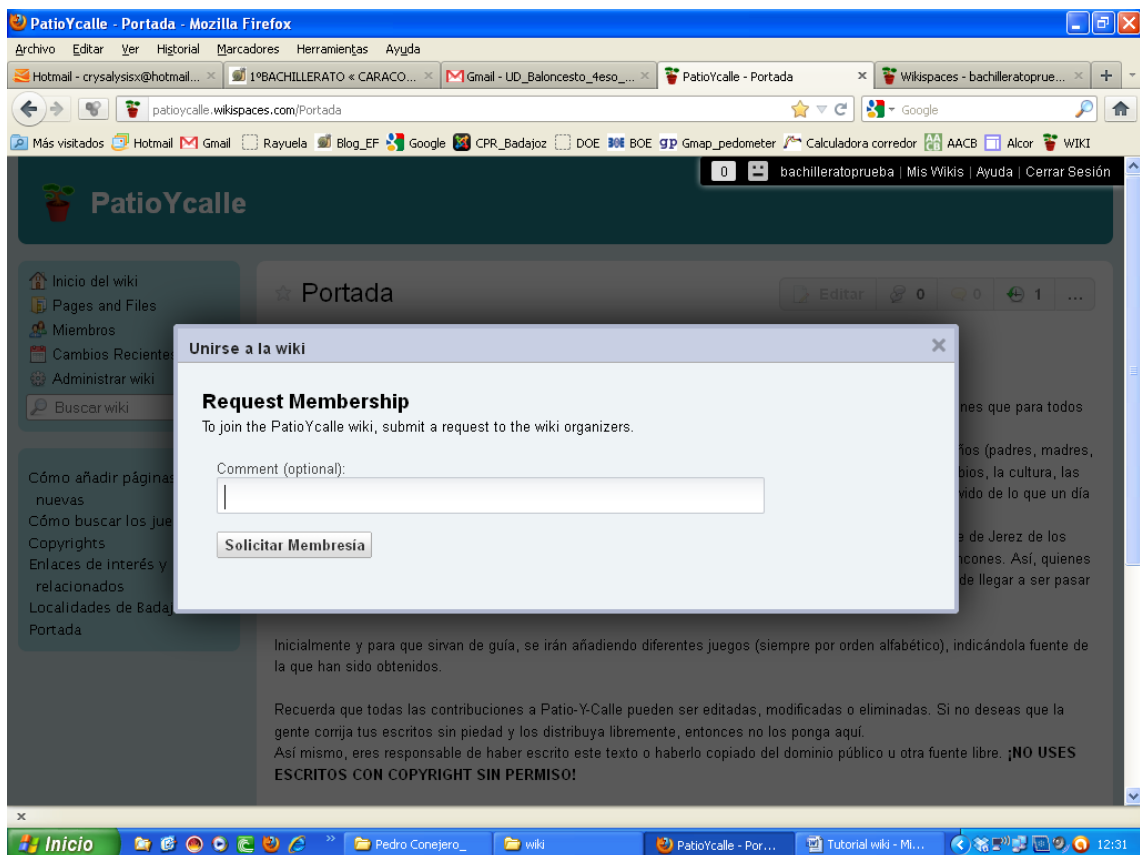 PatioYcalle - Portada - Mozilla Firefox
Archivo Editar Ver Historial Marcadores Herramientas Ayuda
Hotmail - crysalysisx@hotmail... 1ºBACHILLERATO « CARACO... Gmail - UD_Baloncesto_4eso_... PatioYcalle - Portada Wikispaces - bachilleratoprue...
patioycalle.wikispaces.com/Portada Google
Más visitados Hotmail Gmail Rayuela Blog_EF Google CPR_Badajoz DOE BOE Gmap_pedometer Calculadora corredor AACB Alcor WIKI
0 bachilleratoprueba | Mis Wikis | Ayuda | Cerrar Sesión
PatioYcalle
Inicio del wiki
Pages and Files
Miembros
Cambios Recientes
Administrar wiki
Buscar wiki
Cómo añadir páginas
nuevas
Cómo buscar los jue
Copyrights
Enlaces de interés y
relacionados
Localidades de Badaj
Portada
Portada
Editar 0 0 1 ...
Unirse a la wiki
Request Membership
To join the PatioYcalle wiki, submit a request to the wiki organizers.
Comment (optional):
Solicitar Membresía
nes que para todos
ños (padres, madres,
bios, la cultura, las
vido de lo que un día
e de Jerez de los
ncones. Así, quienes
de llegar a ser pasar
Inicialmente y para que sirvan de guía, se irán añadiendo diferentes juegos (siempre por orden alfabético), indicándola fuente de
la que han sido obtenidos.
Recuerda que todas las contribuciones a Patio-Y-Calle pueden ser editadas, modificadas o eliminadas. Si no deseas que la
gente corrija tus escritos sin piedad y los distribuya libremente, entonces no los ponga aquí.
Así mismo, eres responsable de haber escrito este texto o haberlo copiado del dominio público u otra fuente libre. ¡NO USES
ESCRITOS CON COPYRIGHT SIN PERMISO!
Inicio Pedro Conejero_ wiki PatioYcalle - Por... Tutorial wiki - Mi... 12:31